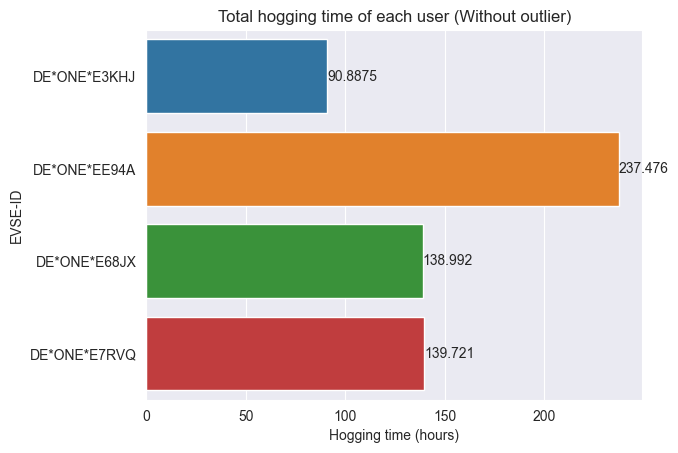 Total hogging time of each user (Without outlier)
DE*ONE*E3KHJ
90.8875
DE*ONE*EE94A
237.476
DE*ONE*E68JX
138.992
DE*ONE*E7RVQ
139.721
EVSE-ID
0 50 100 150 200
Hogging time (hours)